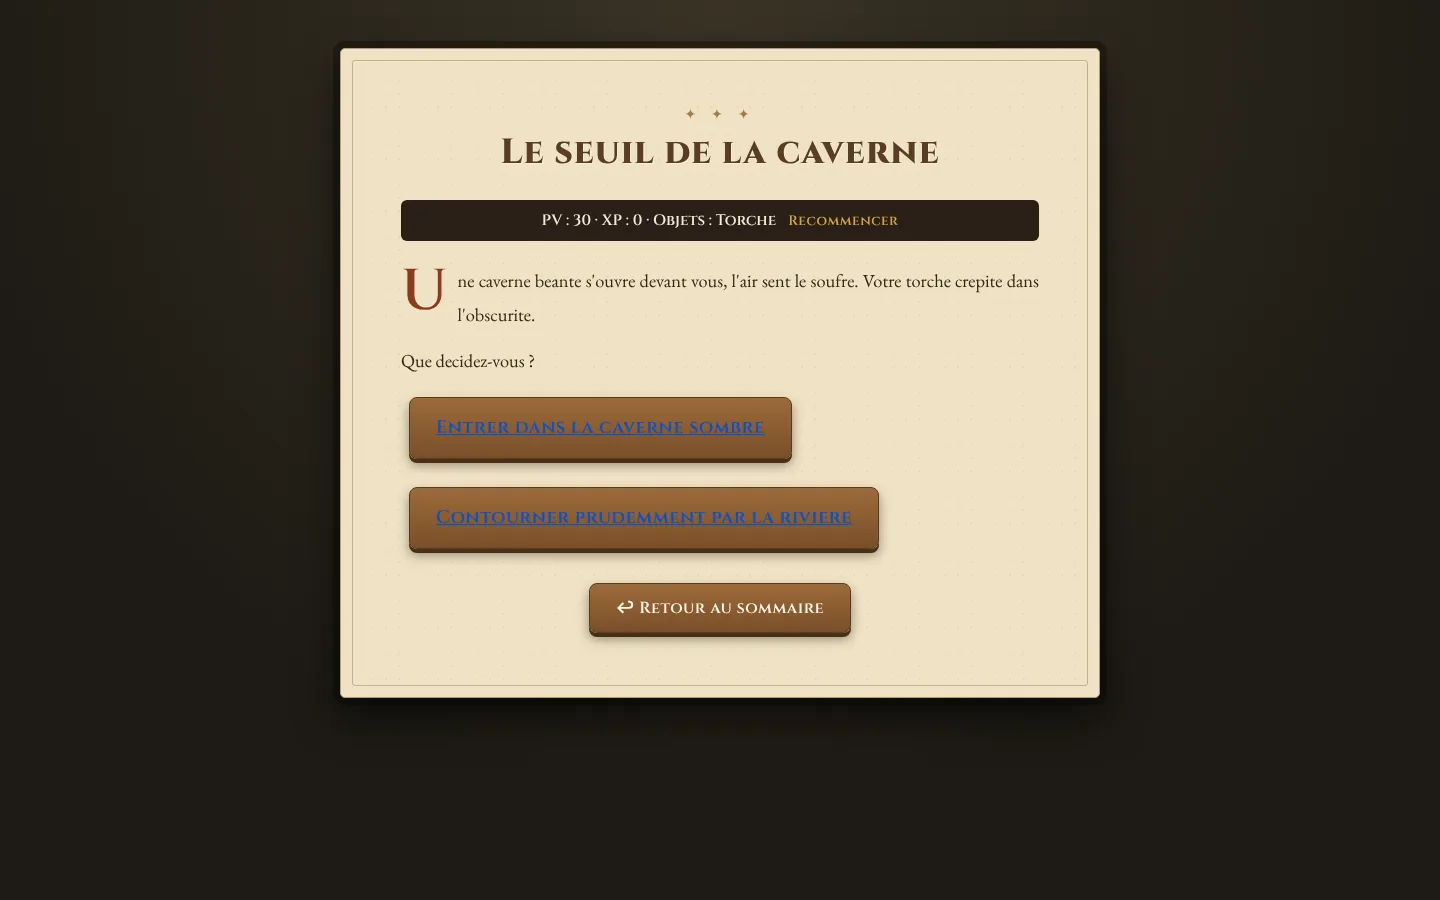 ✦ ✦ ✦
Le seuil de la caverne
PV : 30 · XP : 0 · Objets : Torche Recommencer
Une caverne beante s'ouvre devant vous, l'air sent le soufre. Votre torche crepite dans
l'obscurite.
Que decidez-vous ?
Entrer dans la caverne sombre
Contourner prudemment par la riviere
↩ Retour au sommaire